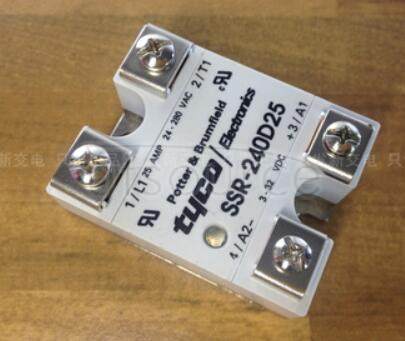 1/L1 25 AMP 24-280 VAC 2/T1
Potter & Brumfield
tyco / Electronics
SSR-240D25
4/A2- 3-32 VDC +3/A1